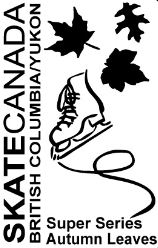 SKATECANADA
BRITISH COLUMBIA/YUKON
Super Series
Autumn Leaves